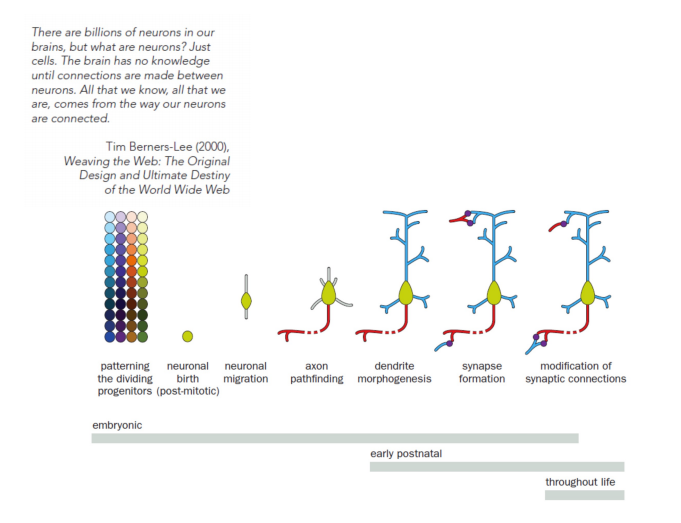 There are billions of neurons in our
brains, but what are neurons? Just
cells. The brain has no knowledge
until connections are made between
neurons. All that we know, all that we
are, comes from the way our neurons
are connected.
Tim Berners-Lee (2000),
Weaving the Web: The Original
Design and Ultimate Destiny
of the World Wide Web
patterning
the dividing
progenitors
neuronal
birth
(post-mitotic)
neuronal
migration
axon
pathfinding
dendrite
morphogenesis
synapse
formation
modification of
synaptic connections
embryonic
early postnatal
throughout life